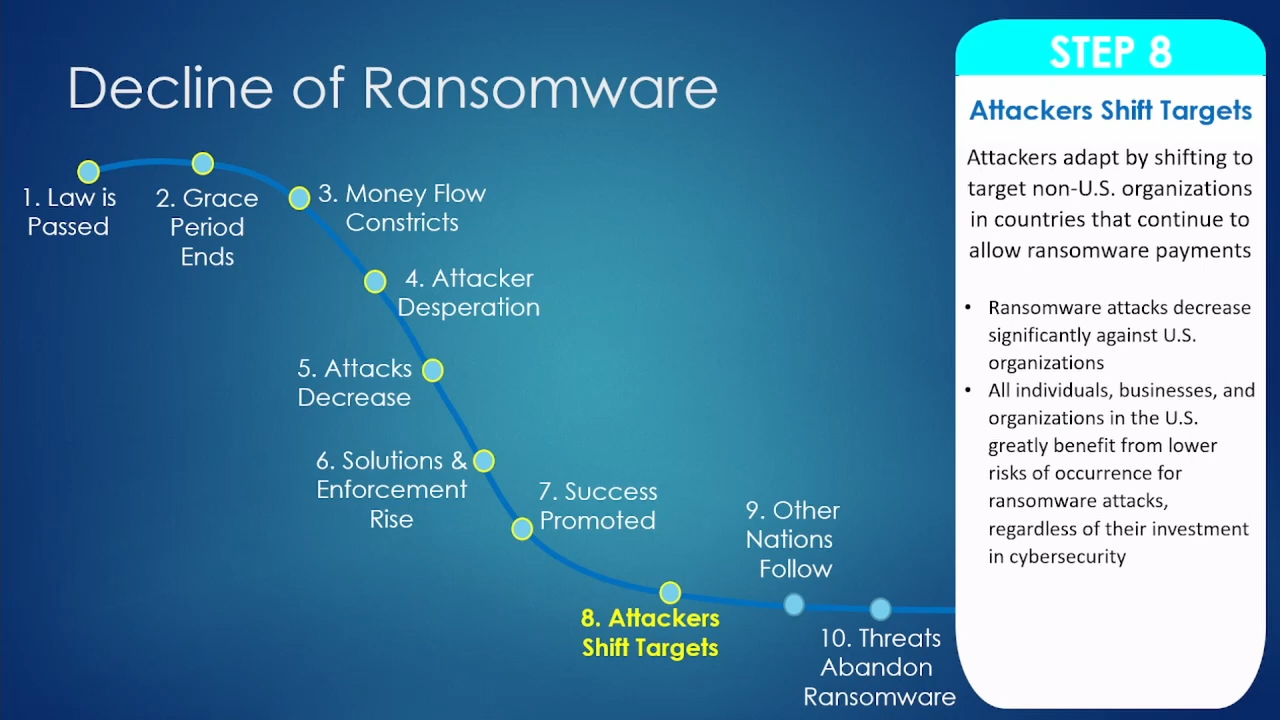 Decline of Ransomware
1. Law is
Passed
2. Grace
Period
Ends
3. Money Flow
Constricts
4. Attacker
Desperation
5. Attacks
Decrease
6. Solutions &
Enforcement
Rise
7. Success
Promoted
8. Attackers
Shift Targets
9. Other
Nations
Follow
10. Threats
Abandon
Ransomware
STEP 8
Attackers Shift Targets
Attackers adapt by shifting to
target non-U.S. organizations
in countries that continue to
allow ransomware payments
• Ransomware attacks decrease
significantly against U.S.
organizations
• All individuals, businesses, and
organizations in the U.S.
greatly benefit from lower
risks of occurrence for
ransomware attacks,
regardless of their investment
in cybersecurity